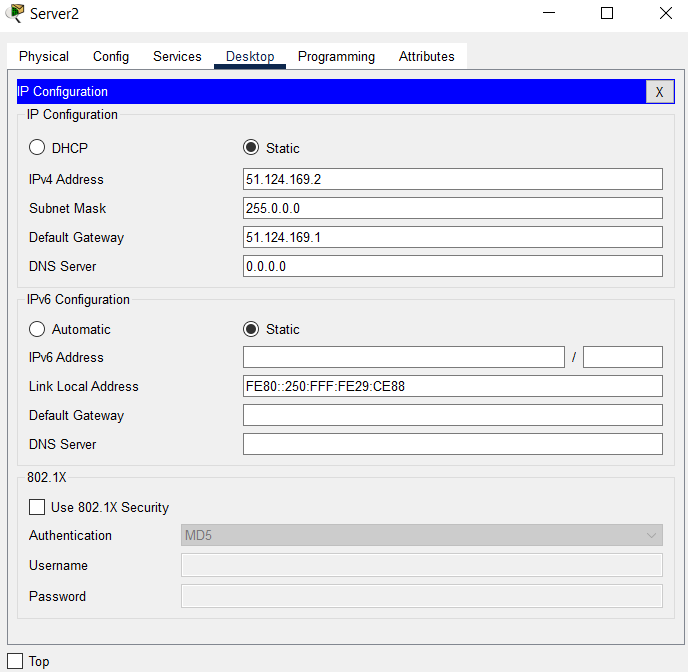 Server2
Physical Config Services Desktop Programming Attributes
IP Configuration X
IP Configuration
DHCP Static
IPv4 Address 51.124.169.2
Subnet Mask 255.0.0.0
Default Gateway 51.124.169.1
DNS Server 0.0.0.0
IPv6 Configuration
Automatic Static
IPv6 Address /
Link Local Address FE80::250:FFF:FE29:CE88
Default Gateway
DNS Server
802.1X
Use 802.1X Security
Authentication MD5
Username
Password
Top